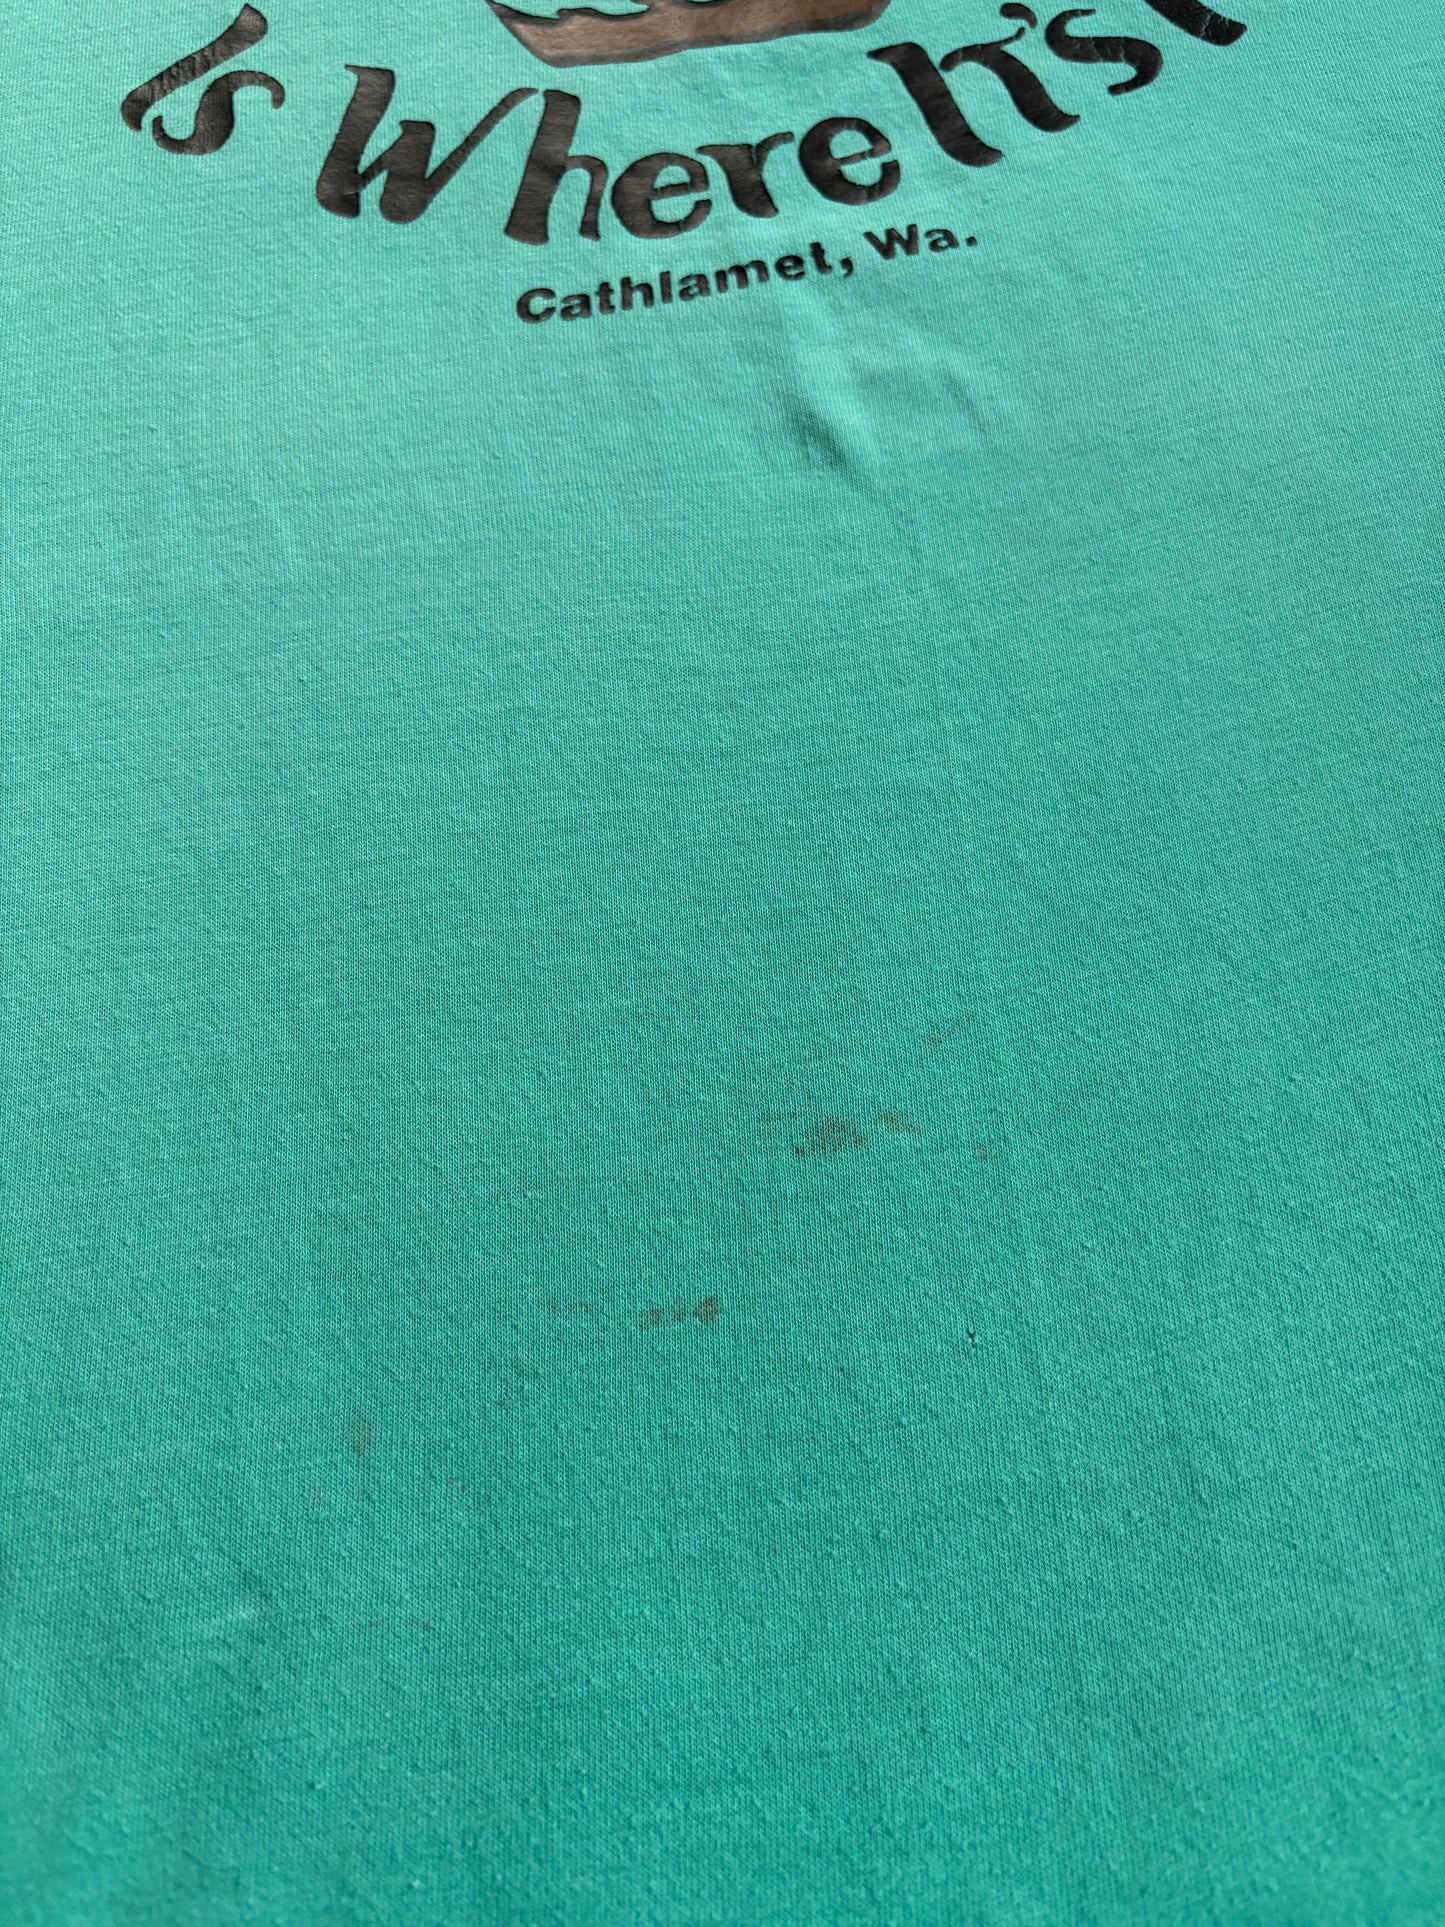 Is Where It's
Cathlamet, Wa.